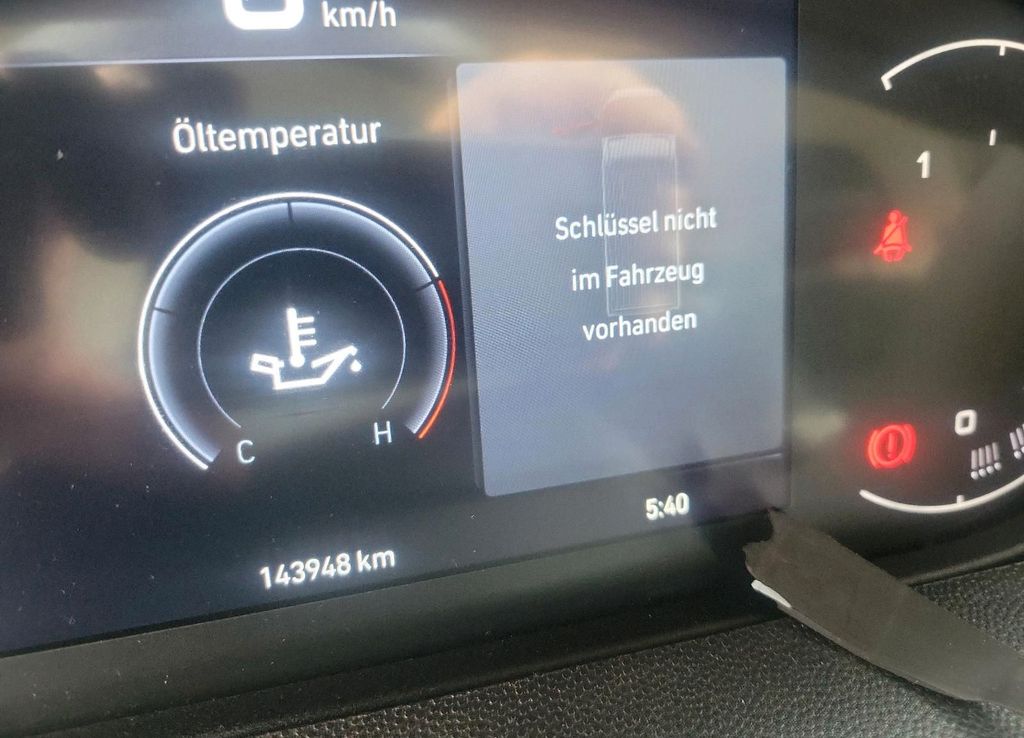 km/h
Öltemperatur
Schlüssel nicht
im Fahrzeug
vorhanden
1
C
H
0
5:40
143948 km